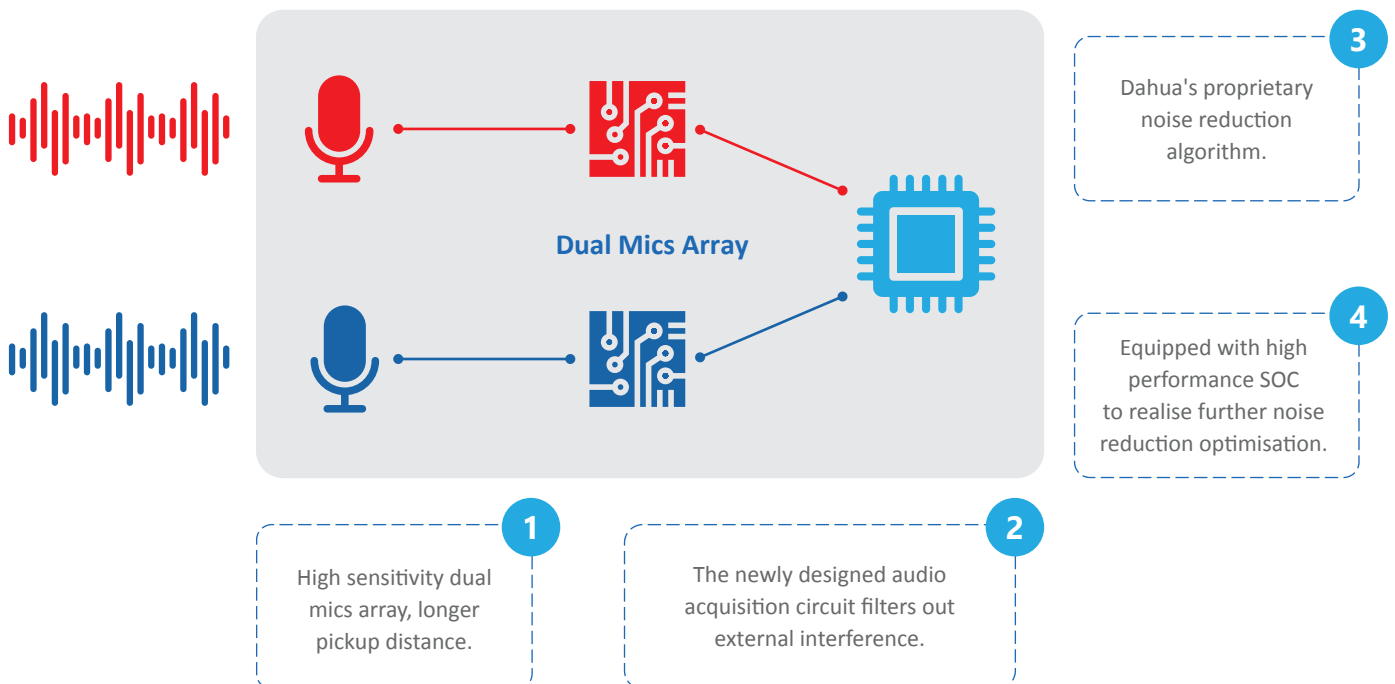 Dual Mics Array
3
Dahua's proprietary
noise reduction
algorithm.
4
Equipped with high
performance SOC
to realise further noise
reduction optimisation.
1
High sensitivity dual
mics array, longer
pickup distance.
2
The newly designed audio
acquisition circuit filters out
external interference.